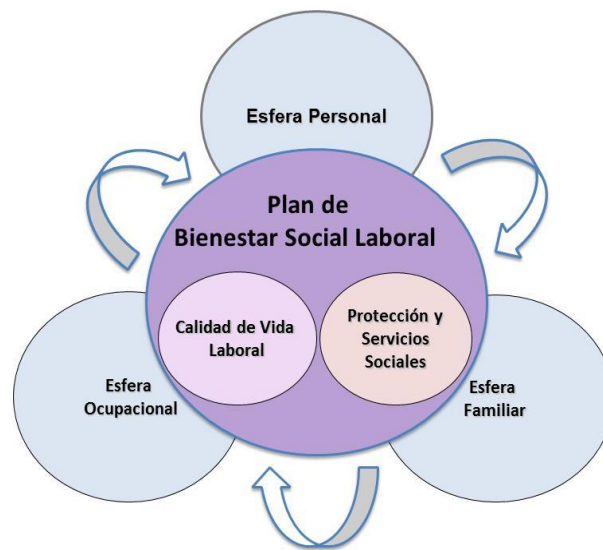 Esfera Personal
Plan de
Bienestar Social Laboral
Calidad de Vida
Laboral
Protección y
Servicios
Sociales
Esfera
Ocupacional
Esfera
Familiar